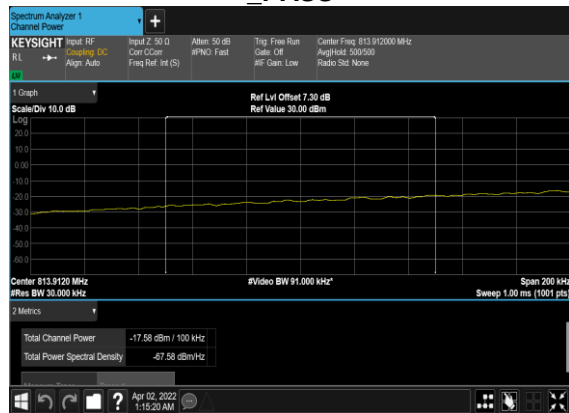 _PASS
Spectrum Analyzer 1
Channel Power
KEYSIGHT
RL
Input: RF
Coupling: DC
Align: Auto
Input Z: 50 Ω
Corr CCorr
Freq Ref: Int (S)
Atten: 50 dB
#PNO: Fast
Trig: Free Run
Gate: Off
#IF Gain: Low
Center Freq: 813.912000 MHz
Avg|Hold: 500/500
Radio Std: None
1 Graph
Scale/Div 10.0 dB
Ref Lvl Offset 7.30 dB
Ref Value 30.00 dBm
Log
20.0
10.0
0.00
-10.0
-20.0
-30.0
-40.0
-50.0
-60.0
Center 813.9120 MHz
#Res BW 30.000 kHz
#Video BW 91.000 kHz*
Span 200 kHz
Sweep 1.00 ms (1001 pts)
2 Metrics
Total Channel Power
-17.58 dBm / 100 kHz
Total Power Spectral Density
-67.58 dBm/Hz
?
Apr 02, 2022
1:15:20 AM